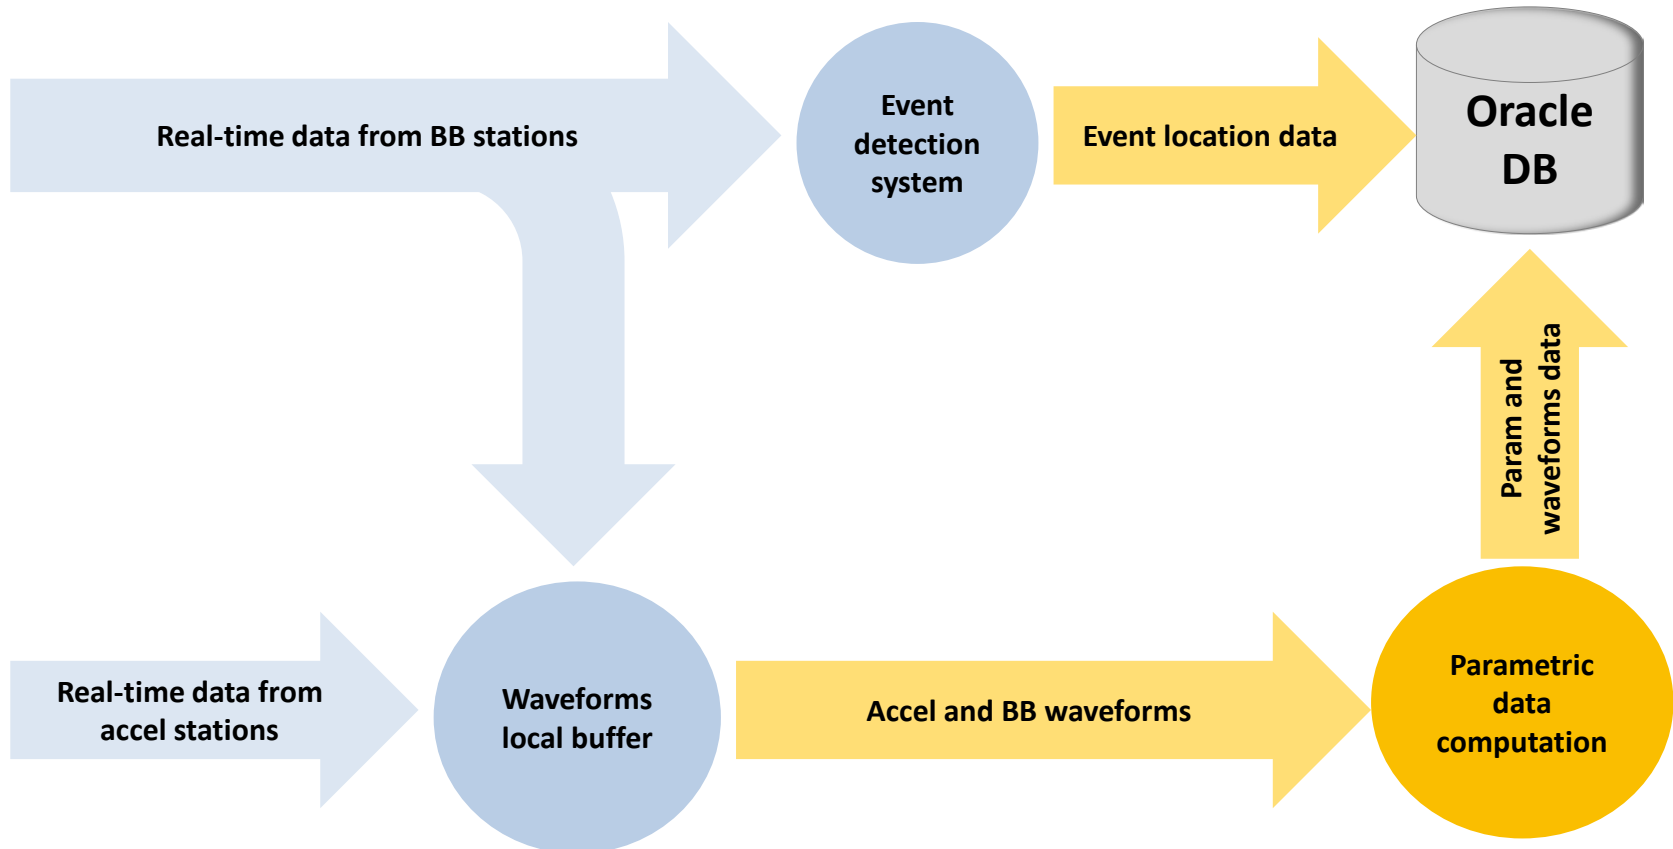 Real-time data from BB stations
Event
detection
system
Event location data
Oracle
DB
Param and
waveforms data
Real-time data from
accel stations
Waveforms
local buffer
Accel and BB waveforms
Parametric
data
computation